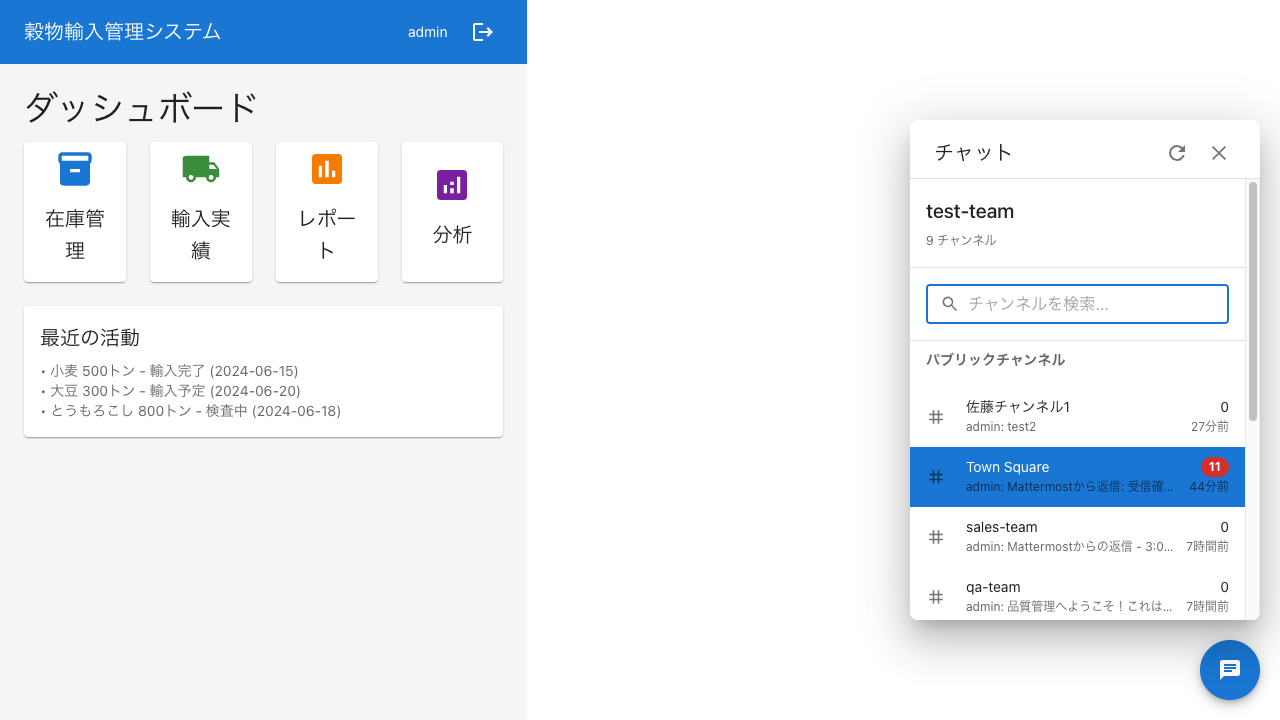 穀物輸入管理システム
admin
ダッシュボード
在庫管
理
輸入実
績
レポー
ト
分析
最近の活動
• 小麦 500トン - 輸入完了 (2024-06-15)
• 大豆 300トン - 輸入予定 (2024-06-20)
• とうもろこし 800トン - 検査中 (2024-06-18)
チャット
test-team
9 チャンネル
チャンネルを検索...
パブリックチャンネル
佐藤チャンネル1 0
admin: test2 27分前
Town Square 11
admin: Mattermostから返信: 受信確... 44分前
sales-team 0
admin: Mattermostからの返信 - 3:0... 7時間前
qa-team 0
admin: 品質管理へようこそ！これは... 7時間前